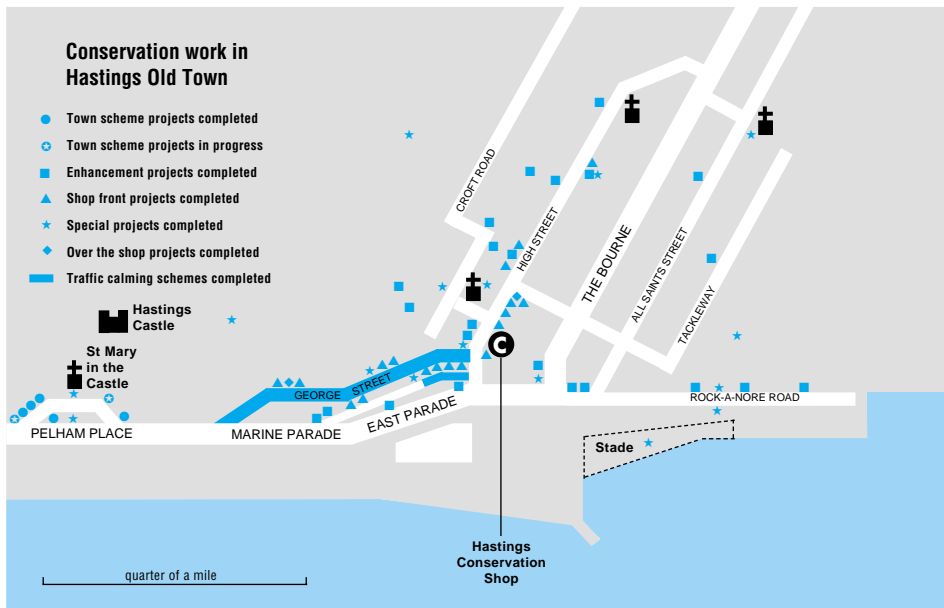 Conservation work in
Hastings Old Town
Town scheme projects completed
Town scheme projects in progress
Enhancement projects completed
Shop front projects completed
Special projects completed
Over the shop projects completed
Traffic calming schemes completed
Hastings
Castle
St Mary
in the
Castle
CROFT ROAD
HIGH STREET
THE BOURNE
ALL SAINTS STREET
TACKLEWAY
C
GEORGE STREET
PELHAM PLACE
MARINE PARADE
EAST PARADE
ROCK-A-NORE ROAD
Stade
Hastings
Conservation
Shop
quarter of a mile